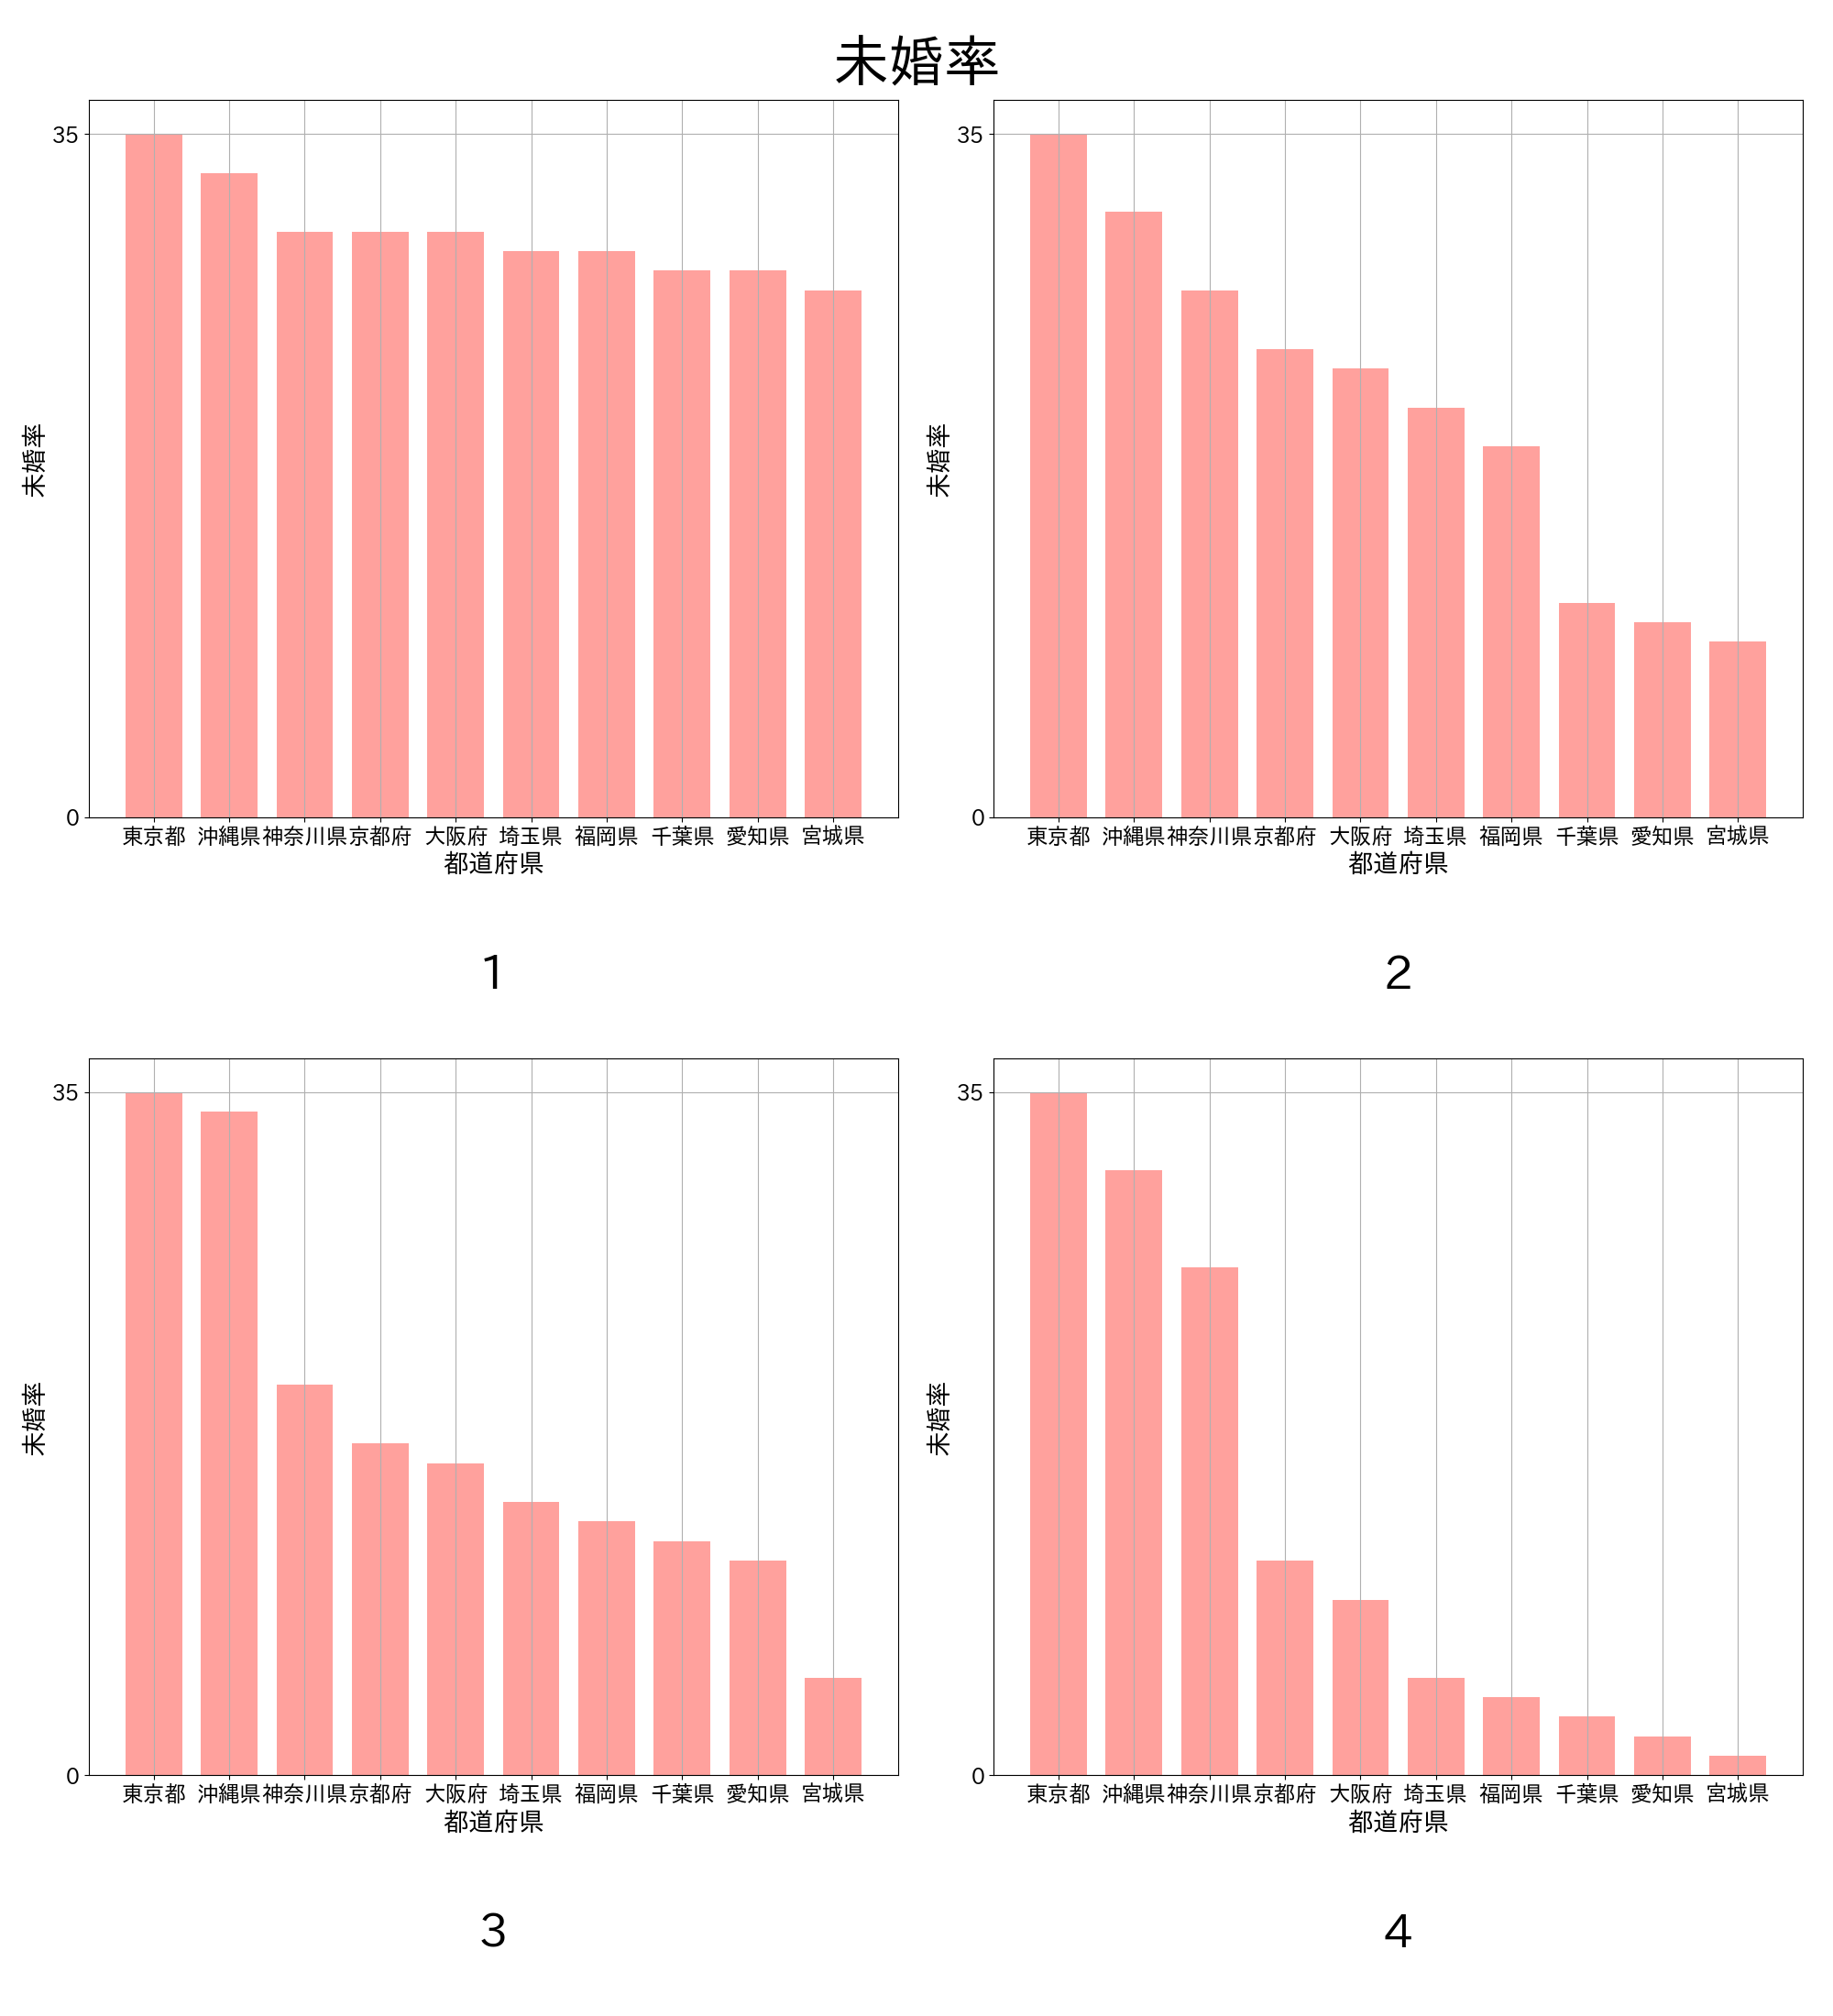 未婚率
35
0
未婚率
東京都 沖縄県 神奈川県 京都府 大阪府 埼玉県 福岡県 千葉県 愛知県 宮城県
都道府県
1
35
0
未婚率
東京都 沖縄県 神奈川県 京都府 大阪府 埼玉県 福岡県 千葉県 愛知県 宮城県
都道府県
2
35
0
未婚率
東京都 沖縄県 神奈川県 京都府 大阪府 埼玉県 福岡県 千葉県 愛知県 宮城県
都道府県
3
35
0
未婚率
東京都 沖縄県 神奈川県 京都府 大阪府 埼玉県 福岡県 千葉県 愛知県 宮城県
都道府県
4